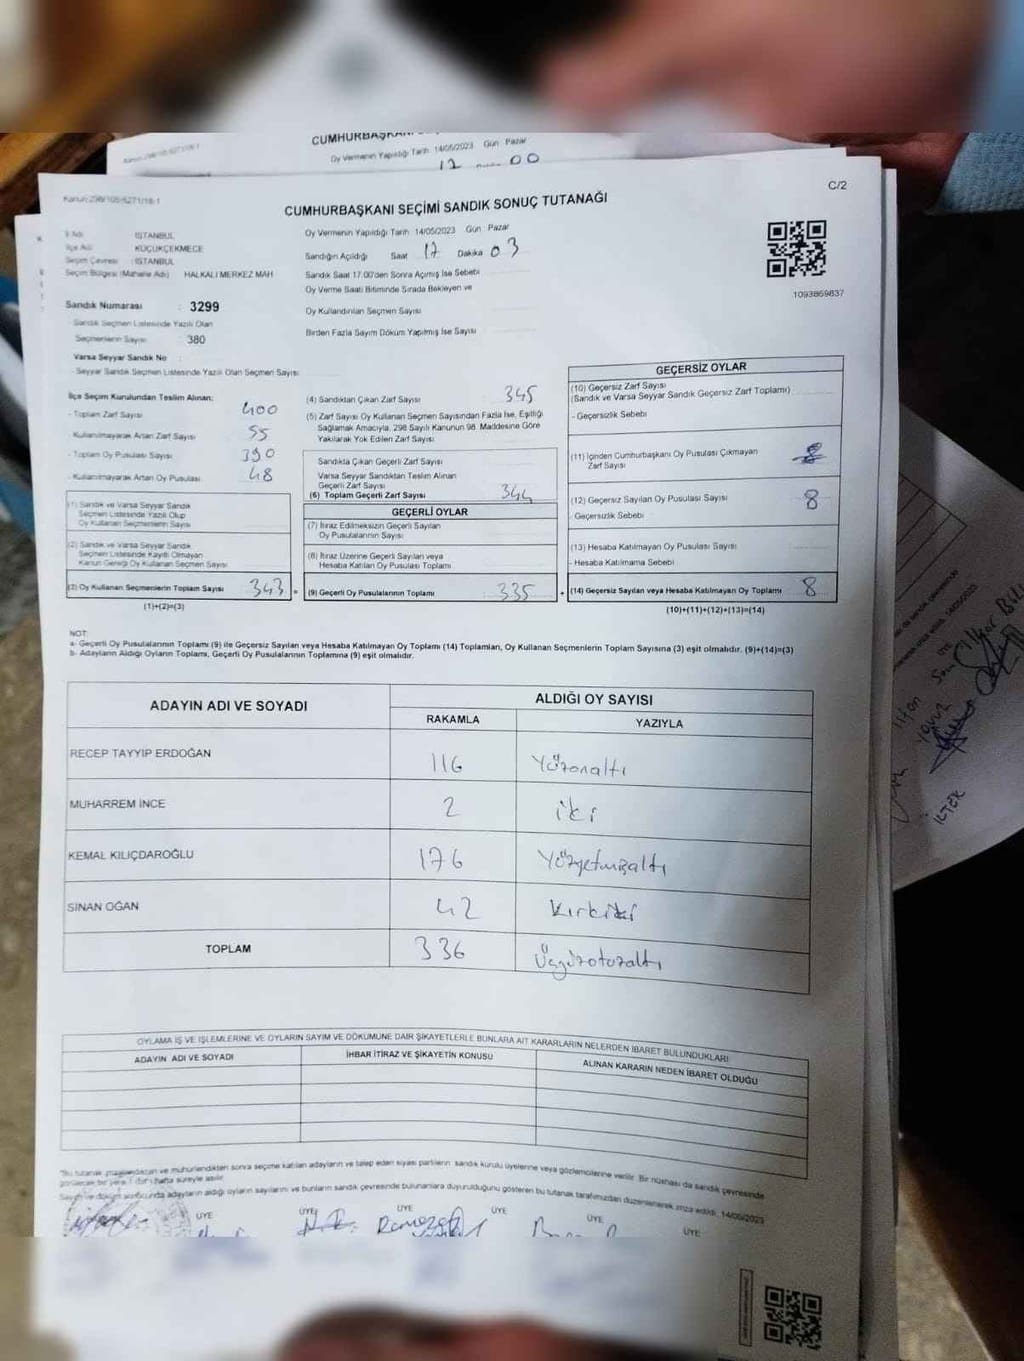 CUMHURBAŞKANI
Oy Vermenin Yapıldığı Tarih 14/05/2023 Gün Pazar
12 00
Kanun:298/105/6271/18-1
C/2
CUMHURBAŞKANI SEÇİMİ SANDIK SONUÇ TUTANAĞI
İl Adı : İSTANBUL
İlçe Adı : KÜÇÜKÇEKMECE
Seçim Çevresi : İSTANBUL
Seçim Bölgesi (Mahalle Adı) HALKALI MERKEZ MAH
Oy Vermenin Yapıldığı Tarih 14/05/2023 Gün Pazar
Sandığın Açıldığı Saat 17 Dakika 03
Sandık Saat 17.00'den Sonra Açımış İse Sebebi
Oy Verme Saati Bitiminde Sırada Bekleyen ve
Oy Kullandırılan Seçmen Sayısı
Birden Fazla Sayım Döküm Yapılmış İse Sayısı
1093869837
Sandık Numarası : 3299
- Sandık Seçmen Listesinde Yazılı Olan
Seçmenlerin Sayısı 380
Varsa Seyyar Sandık No
- Seyyar Sandık Seçmen Listesinde Yazılı Olan Seçmen Sayısı
İlçe Seçim Kurulundan Teslim Alınan:
- Toplam Zarf Sayısı 400
- Kullanılmayarak Artan Zarf Sayısı 55
- Toplam Oy Pusulası Sayısı 390
- Kullanılmayarak Artan Oy Pusulası 48
(1) Sandık ve Varsa Seyyar Sandık
Seçmen Listesinde Yazılı Olup
Oy Kullanan Seçmenlerin Sayısı
(2) Sandık ve Varsa Seyyar Sandık
Seçmen Listesinde Kayıtlı Olmayan
Kanun Gereği Oy Kullanan Seçmen Sayısı
(3) Oy Kullanan Seçmenlerin Toplam Sayısı 343 =
(1)+(2)=(3)
(4) Sandıktan Çıkan Zarf Sayısı 345
(5) Zarf Sayısı Oy Kullanan Seçmen Sayısından Fazla İse, Eşitliği
Sağlamak Amacıyla, 298 Sayılı Kanunun 98. Maddesine Göre
Yakılarak Yok Edilen Zarf Sayısı
Sandıkta Çıkan Geçerli Zarf Sayısı
Varsa Seyyar Sandıktan Teslim Alınan
Geçerli Zarf Sayısı
(6) Toplam Geçerli Zarf Sayısı 344
GEÇERLİ OYLAR
(7) İtiraz Edilmeksizin Geçerli Sayılan
Oy Pusulalarının Sayısı
(8) İtiraz Üzerine Geçerli Sayılan veya
Hesaba Katılan Oy Pusulası Toplamı
(9) Geçerli Oy Pusulalarının Toplamı 335 +
GEÇERSİZ OYLAR
(10) Geçersiz Zarf Sayısı
(Sandık ve Varsa Seyyar Sandık Geçersiz Zarf Toplamı)
- Geçersizlik Sebebi
(11) İçinden Cumhurbaşkanı Oy Pusulası Çıkmayan
Zarf Sayısı
(12) Geçersiz Sayılan Oy Pusulası Sayısı 8
- Geçersizlik Sebebi
(13) Hesaba Katılmayan Oy Pusulası Sayısı
- Hesaba Katılmama Sebebi
(14) Geçersiz Sayılan veya Hesaba Katılmayan Oy Toplamı 8
(10)+(11)+(12)+(13)=(14)
NOT:
a- Geçerli Oy Pusulalarının Toplamı (9) ile Geçersiz Sayılan veya Hesaba Katılmayan Oy Toplamı (14) Toplamları, Oy Kullanan Seçmenlerin Toplam Sayısına (3) eşit olmalıdır. (9)+(14)=(3)
b- Adayların Aldığı Oyların Toplamı, Geçerli Oy Pusulalarının Toplamına (9) eşit olmalıdır.
ADAYIN ADI VE SOYADI ALDIĞI OY SAYISI
RAKAMLA YAZIYLA
RECEP TAYYİP ERDOĞAN 116 Yüzonaltı
MUHARREM İNCE 2 iki
KEMAL KILIÇDAROĞLU 176 Yüzyetmişaltı
SİNAN OĞAN 42 Kırkiki
TOPLAM 336 Üçyüzotuzaltı
OYLAMA İŞ VE İŞLEMLERİNE VE OYLARIN SAYIM VE DÖKÜMÜNE DAİR ŞİKAYETLERLE BUNLARA AİT KARARLARIN NELERDEN İBARET BULUNDUKLARI
ADAYIN ADI VE SOYADI İHBAR İTİRAZ VE ŞİKAYETİN KONUSU ALINAN KARARIN NEDEN İBARET OLDUĞU
"Bu tutanak, imzalandıktan ve mühürlendikten sonra seçime katılan adayların ve talep eden siyasi partilerin sandık kurulu üyelerine veya gözlemcilerine verilir. Bir nüshası da sandık çevresinde
görülecek bir yere 1 (bir) hafta süreyle asılır.
Sayım ve döküm sonucunda adayların aldığı oyların sayılarını ve bunların sandık çevresinde bulunanlara duyurulduğunu gösteren bu tutanak tarafımızdan düzenlenerek imza edildi. 14/05/2023
ÜYE ÜYE ÜYE ÜYE ÜYE ÜYE
ÜYE
İLTER